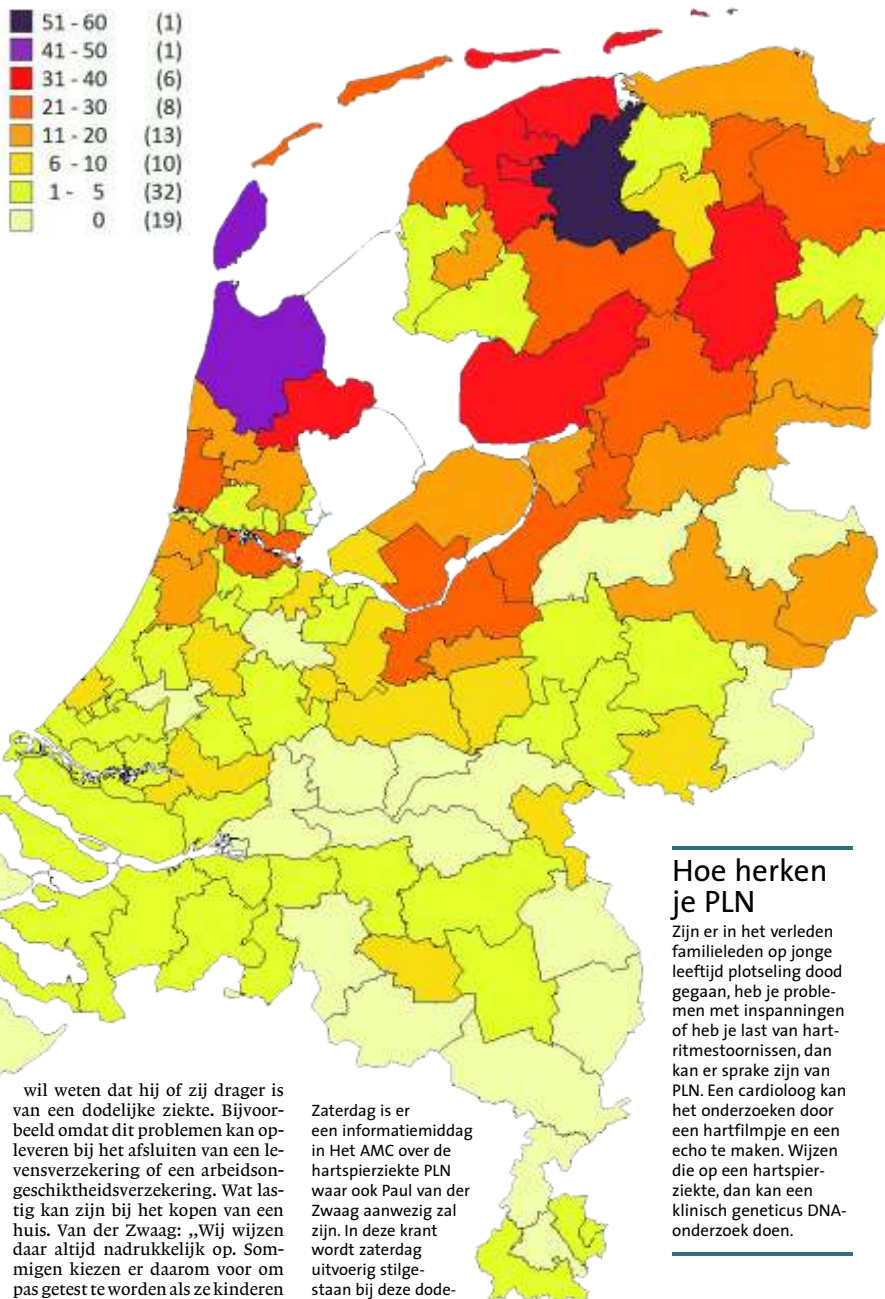 51 - 60 (1)
41 - 50 (1)
31 - 40 (6)
21 - 30 (8)
11 - 20 (13)
6 - 10 (10)
1 - 5 (32)
0 (19)
wil weten dat hij of zij drager is
van een dodelijke ziekte. Bijvoor-
beeld omdat dit problemen kan op-
leveren bij het afsluiten van een le-
vensverzekering of een arbeidson-
geschiktheidsverzekering. Wat las-
tig kan zijn bij het kopen van een
huis. Van der Zwaag: „Wij wijzen
daar altijd nadrukkelijk op. Som-
migen kiezen er daarom voor om
pas getest te worden als ze kinderen
Zaterdag is er
een informatiemiddag
in Het AMC over de
hartspierziekte PLN
waar ook Paul van der
Zwaag aanwezig zal
zijn. In deze krant
wordt zaterdag
uitvoerig stilge-
staan bij deze dode-
Hoe herken
je PLN
Zijn er in het verleden
familieleden op jonge
leeftijd plotseling dood
gegaan, heb je proble-
men met inspanningen
of heb je last van hart-
ritmestoornissen, dan
kan er sprake zijn van
PLN. Een cardioloog kan
het onderzoeken door
een hartfilmpje en een
echo te maken. Wijzen
die op een hartspier-
ziekte, dan kan een
klinisch geneticus DNA-
onderzoek doen.